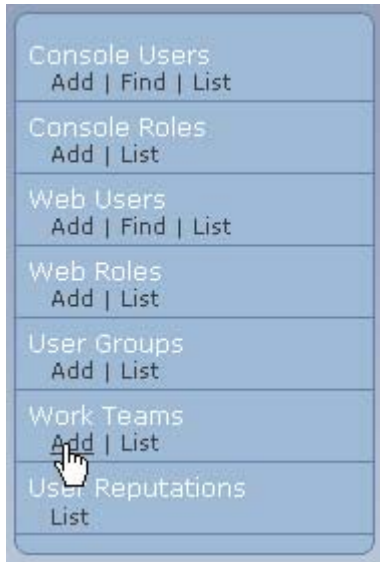 Console Users
Add | Find | List
Console Roles
Add | List
Web Users
Add | Find | List
Web Roles
Add | List
User Groups
Add | List
Work Teams
Add | List
User Reputations
List